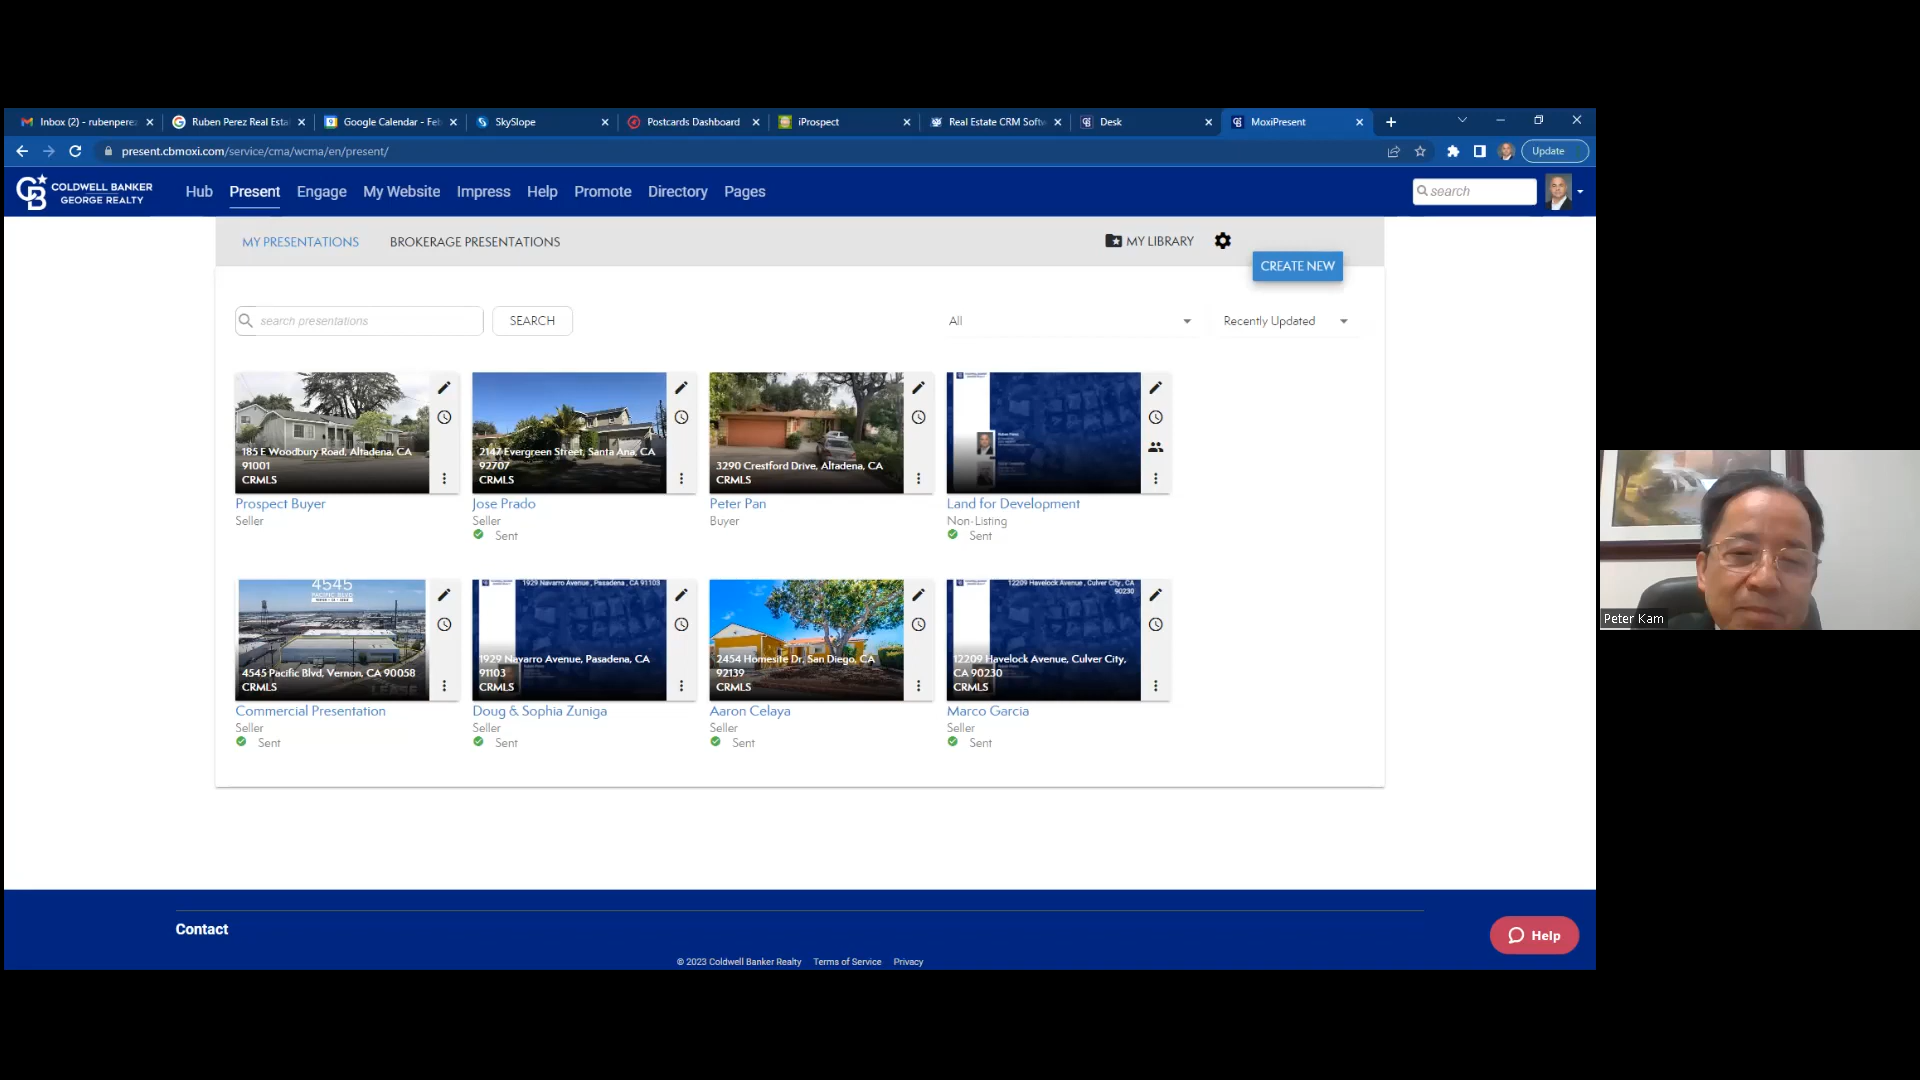 Inbox (2) - rubenperez
Ruben Perez Real Esta
Google Calendar - Feb
SkySlope
Postcards Dashboard
iProspect
Real Estate CRM Softw
Desk
MoxiPresent
present.cbmoxi.com/service/cma/wcma/en/present/
Update
COLDWELL BANKER
GEORGE REALTY
Hub
Present
Engage
My Website
Impress
Help
Promote
Directory
Pages
search
MY PRESENTATIONS
BROKERAGE PRESENTATIONS
MY LIBRARY
CREATE NEW
search presentations
SEARCH
All
Recently Updated
185 E Woodbury Road, Altadena, CA
91001
CRMLS
Prospect Buyer
Seller
2147 Evergreen Street, Santa Ana, CA
92707
CRMLS
Jose Prado
Seller
Sent
3290 Crestford Drive, Altadena, CA
CRMLS
Peter Pan
Buyer
Land for Development
Non-Listing
Sent
4545
PACIFIC BLVD
4545 Pacific Blvd, Vernon, CA 90058
CRMLS
Commercial Presentation
Seller
Sent
1929 Navarro Avenue , Pasadena , CA 91103
1929 Navarro Avenue, Pasadena, CA
91103
CRMLS
Doug & Sophia Zuniga
Seller
Sent
2454 Homesite Dr, San Diego, CA
92139
CRMLS
Aaron Celaya
Seller
Sent
12209 Havelock Avenue , Culver City , CA
90230
12209 Havelock Avenue, Culver City,
CA 90230
CRMLS
Marco Garcia
Seller
Sent
Peter Kam
Contact
Help
© 2023 Coldwell Banker Realty
Terms of Service
Privacy